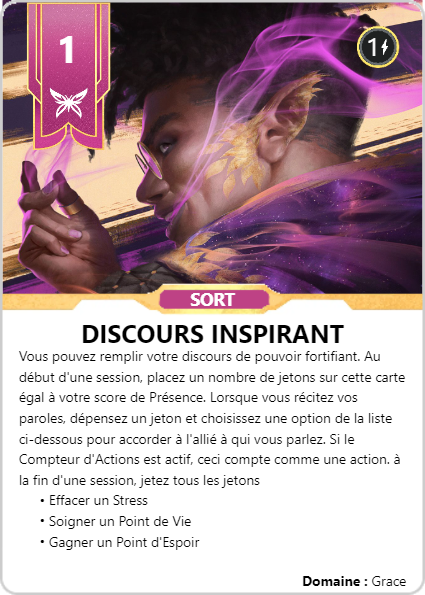 1
1
SORT
DISCOURS INSPIRANT
Vous pouvez remplir votre discours de pouvoir fortifiant. Au
début d'une session, placez un nombre de jetons sur cette carte
égal à votre score de Présence. Lorsque vous récitez vos
paroles, dépensez un jeton et choisissez une option de la liste
ci-dessous pour accorder à l'allié à qui vous parlez. Si le
Compteur d'Actions est actif, ceci compte comme une action. à
la fin d'une session, jetez tous les jetons
• Effacer un Stress
• Soigner un Point de Vie
• Gagner un Point d'Espoir
Domaine : Grace